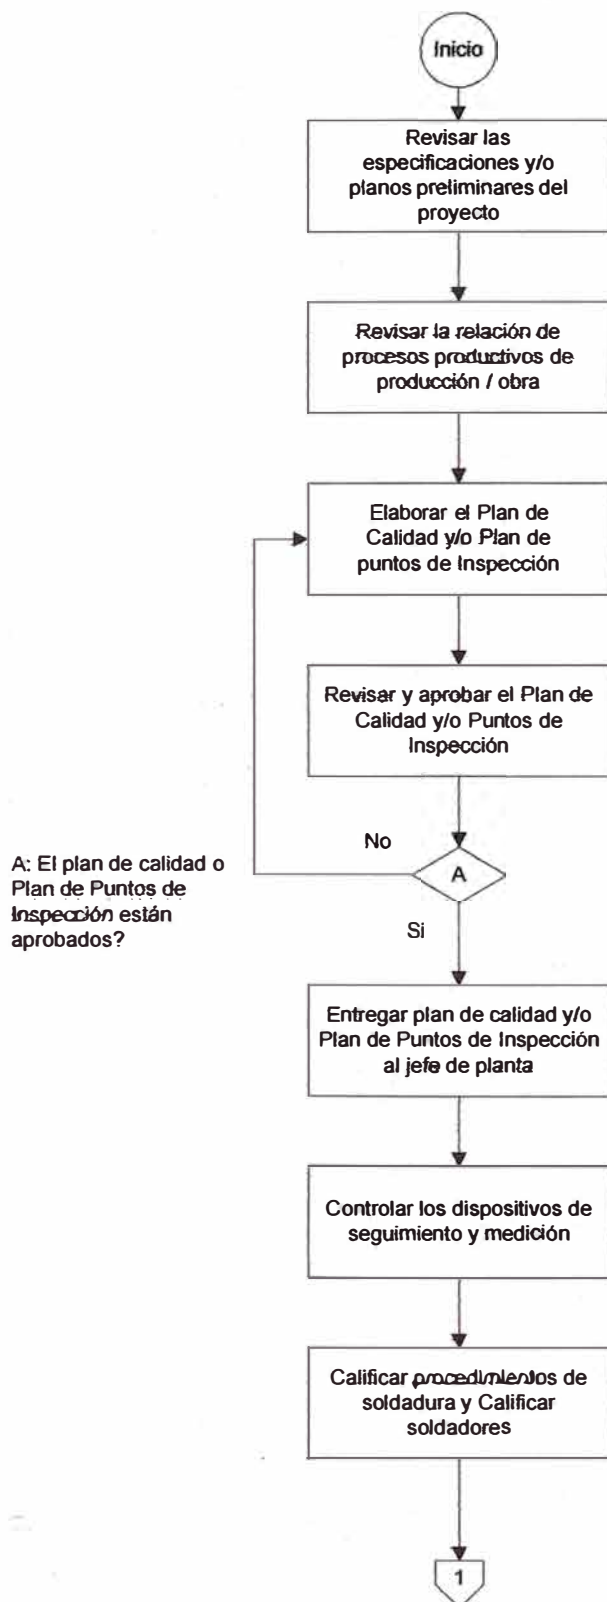 Inicio
Revisar las
especificaciones y/o
planos preliminares del
proyecto
Revisar la relación de
procesos productivos de
producción / obra
Elaborar el Plan de
Calidad y/o Plan de
puntos de Inspección
Revisar y aprobar el Plan de
Calidad y/o Puntos de
Inspección
No
A: El plan de calidad o
Plan de Puntos de
Inspección están
aprobados?
A
Si
Entregar plan de calidad y/o
Plan de Puntos de Inspección
al jefe de planta
Controlar los dispositivos de
seguimiento y medición
Calificar procedimientos de
soldadura y Calificar
soldadores
1